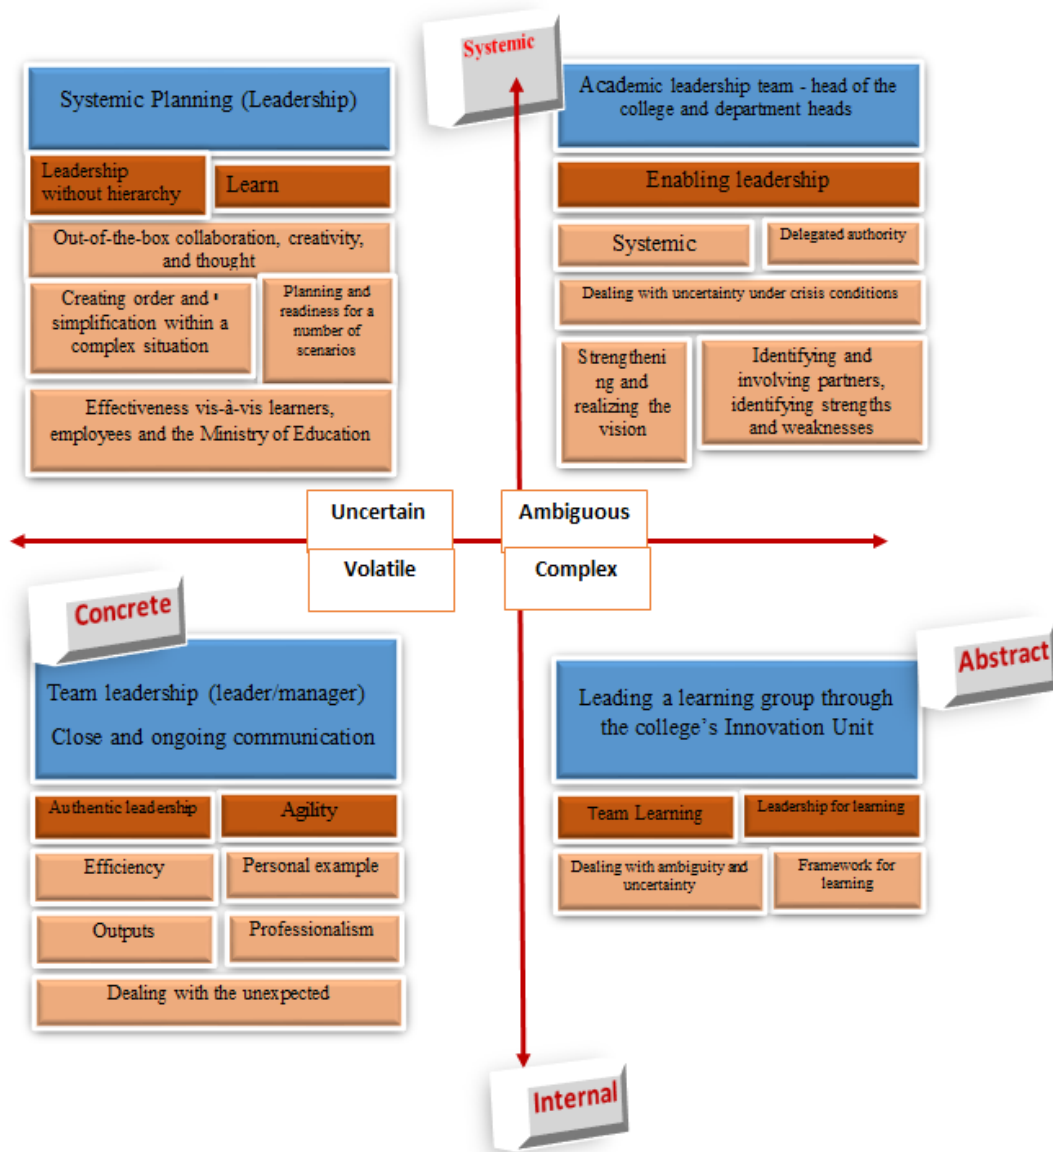 Systemic
Systemic Planning (Leadership)
Leadership
without hierarchy
Learn
Out-of-the-box collaboration, creativity,
and thought
Creating order and
simplification within a
complex situation
Planning and
readiness for a
number of
scenarios
Effectiveness vis-à-vis learners,
employees and the Ministry of Education
Academic leadership team - head of the
college and department heads
Enabling leadership
Systemic
Delegated authority
Dealing with uncertainty under crisis conditions
Strengtheni
ng and
realizing the
vision
Identifying and
involving partners,
identifying strengths
and weaknesses
Uncertain
Ambiguous
Volatile
Complex
Concrete
Team leadership (leader/manager)
Close and ongoing communication
Authentic leadership
Agility
Efficiency
Personal example
Outputs
Professionalism
Dealing with the unexpected
Abstract
Leading a learning group through
the college’s Innovation Unit
Team Learning
Leadership for learning
Dealing with ambiguity and
uncertainty
Framework for
learning
Internal